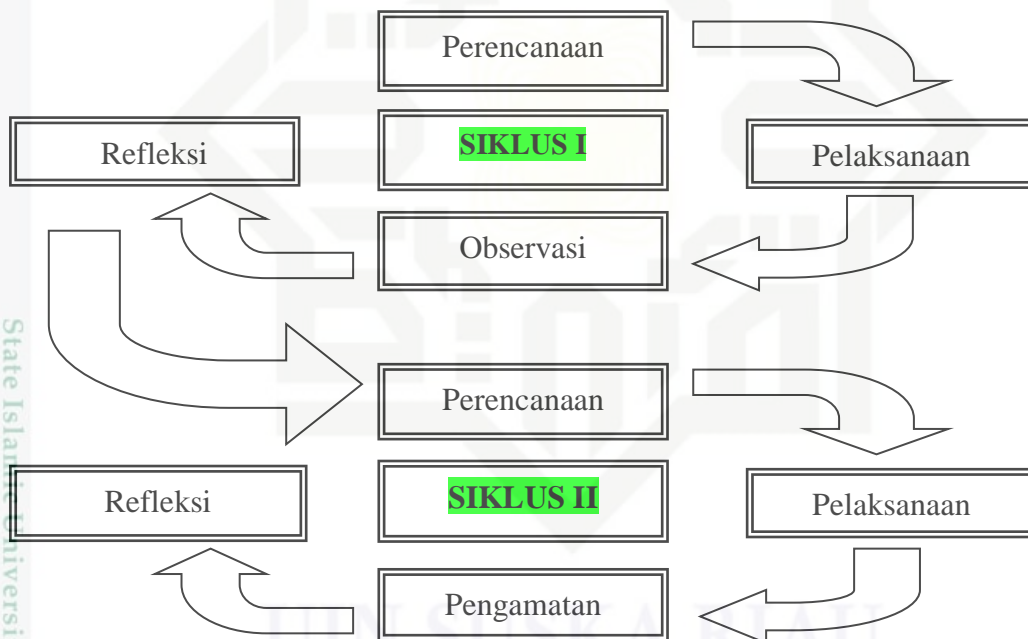 Perencanaan
SIKLUS I
Refleksi
Pelaksanaan
Observasi
Perencanaan
SIKLUS II
Refleksi
Pelaksanaan
Pengamatan
State Islamic Universi
UIN SUSKA RIAU